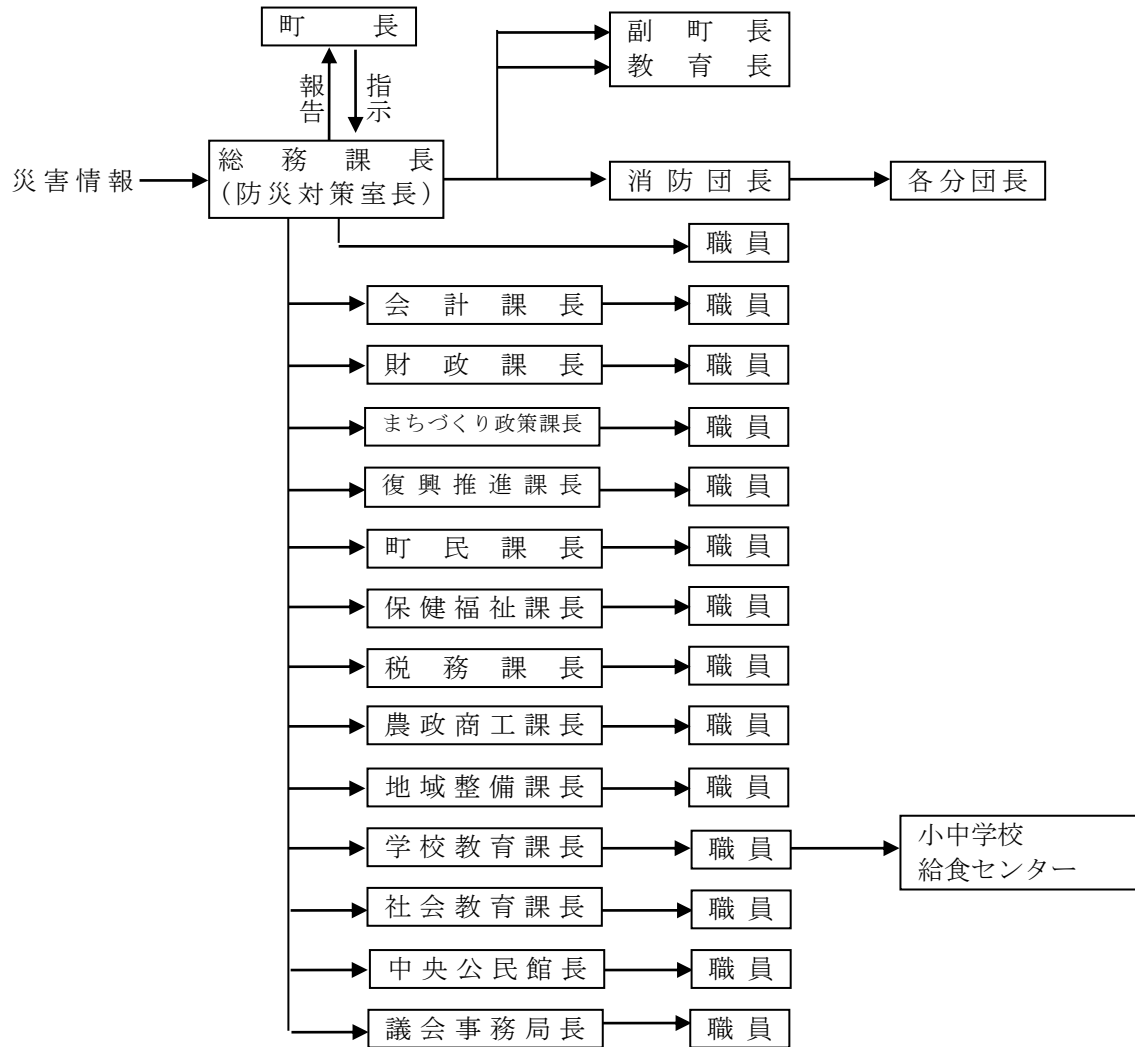 町長
副町長
教育長
報告
指示
災害情報
総務課長
(防災対策室長)
消防団長
各分団長
職員
会計課長
職員
財政課長
職員
まちづくり政策課長
職員
復興推進課長
職員
町民課長
職員
保健福祉課長
職員
税務課長
職員
農政商工課長
職員
地域整備課長
職員
学校教育課長
職員
小中学校
給食センター
社会教育課長
職員
中央公民館長
職員
議会事務局長
職員